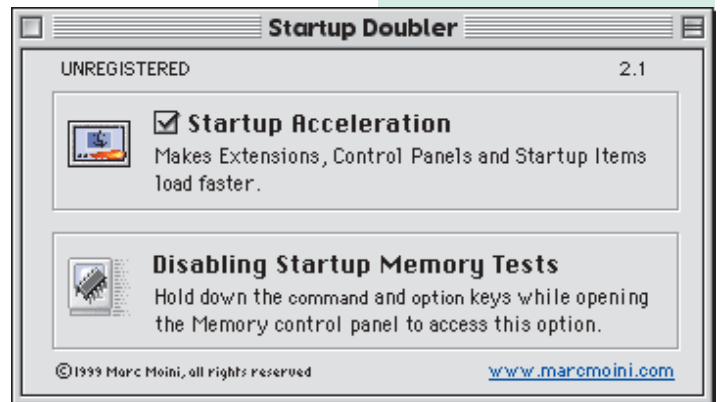 Startup Doubler
UNREGISTERED 2.1
Startup Acceleration
Makes Extensions, Control Panels and Startup Items
load faster.
Disabling Startup Memory Tests
Hold down the command and option keys while opening
the Memory control panel to access this option.
©1999 Marc Moini, all rights reserved www.marcmoini.com